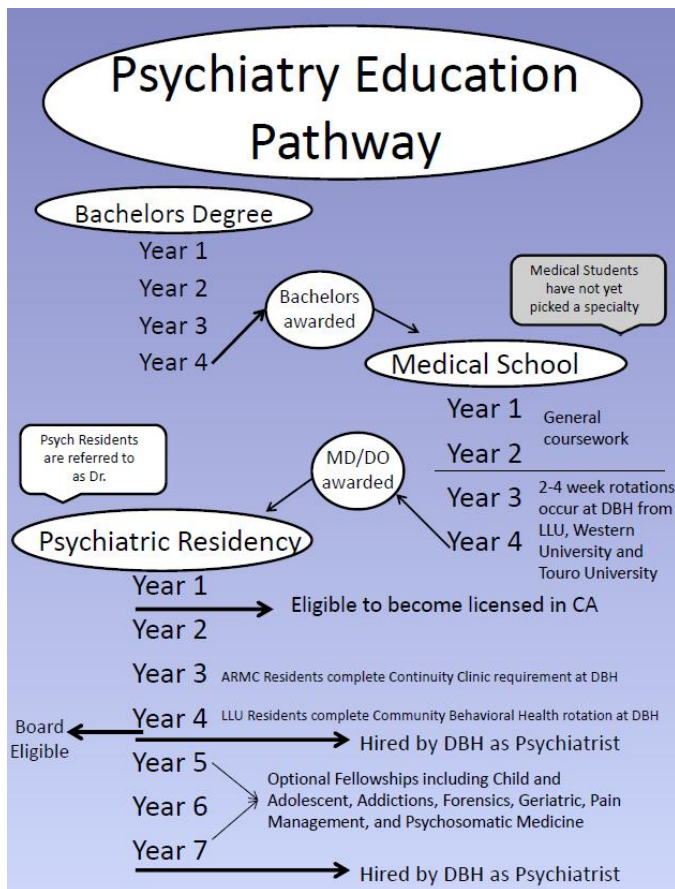 Psychiatry Education
Pathway
Bachelors Degree
Year 1
Year 2
Year 3
Year 4
Bachelors
awarded
Medical Students
have not yet
picked a specialty
Medical School
Year 1
Year 2
General
coursework
Year 3
Year 4
2-4 week rotations
occur at DBH from
LLU, Western
University and
Touro University
MD/DO
awarded
Psych Residents
are referred to
as Dr.
Psychiatric Residency
Year 1
Eligible to become licensed in CA
Year 2
Year 3 ARMC Residents complete Continuity Clinic requirement at DBH
Year 4 LLU Residents complete Community Behavioral Health rotation at DBH
Board
Eligible
Hired by DBH as Psychiatrist
Year 5
Year 6
Year 7
Optional Fellowships including Child and
Adolescent, Addictions, Forensics, Geriatric, Pain
Management, and Psychosomatic Medicine
Hired by DBH as Psychiatrist